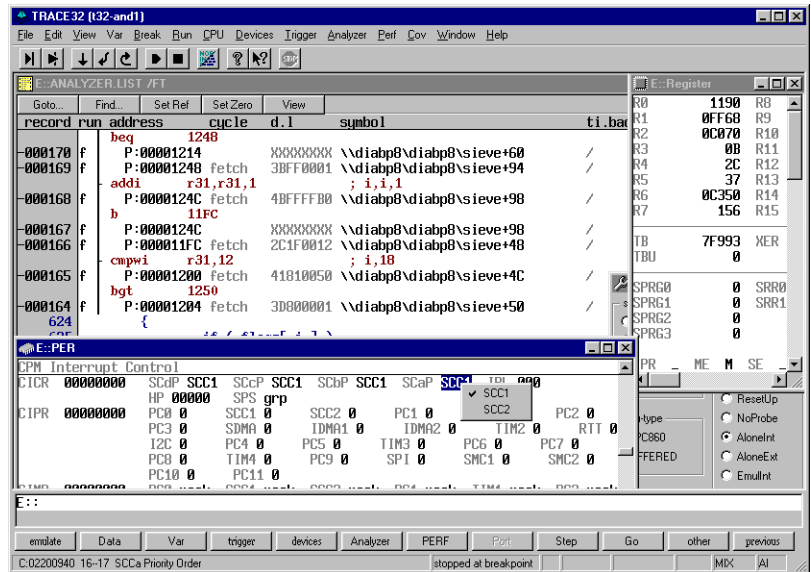 TRACE32 (t32-and1)
File Edit View Var Break Run CPU Devices Trigger Analyzer Perf Cov Window Help
E::ANALYZER.LIST /FT
Goto... Find... Set Ref Set Zero View
record run address cycle d.l symbol ti.bac
beq 1248
-000170 f P:00001214 XXXXXXXX \\diabp8\diabp8\sieve+60 /
-000169 f P:00001248 fetch 3BFF0001 \\diabp8\diabp8\sieve+94 /
addi r31,r31,1 ; i,i,1
-000168 f P:0000124C fetch 4BFFFFB0 \\diabp8\diabp8\sieve+98 /
b 11FC
-000167 f P:0000124C XXXXXXXX \\diabp8\diabp8\sieve+98 /
-000166 f P:000011FC fetch 2C1F0012 \\diabp8\diabp8\sieve+48 /
cmpwi r31,12 ; i,18
-000165 f P:00001200 fetch 41810050 \\diabp8\diabp8\sieve+4C /
bgt 1250
-000164 f P:00001204 fetch 3D800001 \\diabp8\diabp8\sieve+50 /
624 {
E::Register
R0 1190 R8
R1 0FF68 R9
R2 0C070 R10
R3 0B R11
R4 2C R12
R5 37 R13
R6 0C350 R14
R7 156 R15
TB 7F993 XER
TBU 0
SPRG0 0 SRR0
SPRG1 0 SRR1
SPRG2 0
SPRG3 0
PR _ ME M SE _
E::PER
CPM Interrupt Control
CICR 00000000 SCdP SCC1 SCcP SCC1 SCbP SCC1 SCaP SCC1 IRL 000
HP 00000 SPS grp
SCC1
SCC2
CIPR 00000000 PC0 0 SCC1 0 SCC2 0 PC1 0 PC2 0
PC3 0 SDMA 0 IDMA1 0 IDMA2 0 TIM2 0 RTT 0
I2C 0 PC4 0 PC5 0 TIM3 0 PC6 0 PC7 0
PC8 0 TIM4 0 PC9 0 SPI 0 SMC1 0 SMC2 0
PC10 0 PC11 0
ResetUp
-type NoProbe
PC860 AloneInt
FFERED AloneExt
EmulInt
E::
emulate Data Var trigger devices Analyzer PERF Port Step Go other previous
C:02200940 16--17 SCCa Priority Order stopped at breakpoint MIX AI